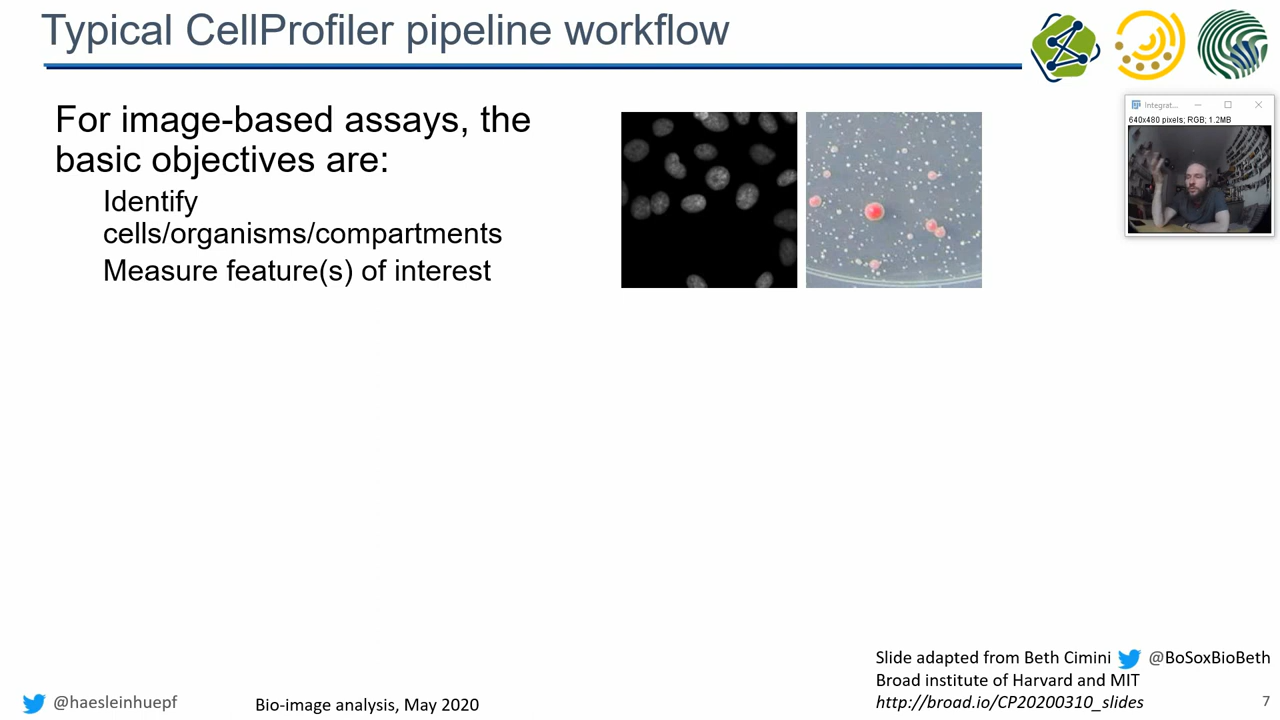 Typical CellProfiler pipeline workflow
For image-based assays, the
basic objectives are:
Identify
cells/organisms/compartments
Measure feature(s) of interest
Integrat...
640x480 pixels; RGB; 1.2MB
Slide adapted from Beth Cimini @BoSoxBioBeth
Broad institute of Harvard and MIT
http://broad.io/CP20200310_slides
@haesleinhuepf
Bio-image analysis, May 2020
7